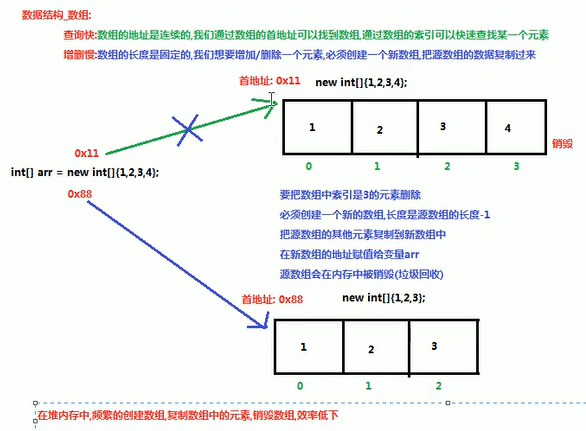 数据结构_数组:
查询快:数组的地址是连续的,我们通过数组的首地址可以找到数组,通过数组的索引可以快速查找某一个元素
增删慢:数组的长度是固定的,我们想要增加/删除一个元素,必须创建一个新数组,把源数组的数据复制过来
首地址: 0x11 new int[]{1,2,3,4};
1 2 3 4
销毁
0x11
0 1 2 3
int[] arr = new int[]{1,2,3,4};
0x88
要把数组中索引是3的元素删除
必须创建一个新的数组,长度是源数组的长度-1
把源数组的其他元素复制到新数组中
在新数组的地址赋值给变量arr
源数组会在内存中被销毁(垃圾回收)
首地址: 0x88 new int[]{1,2,3};
1 2 3
0 1 2
在堆内存中,频繁的创建数组,复制数组中的元素,销毁数组,效率低下